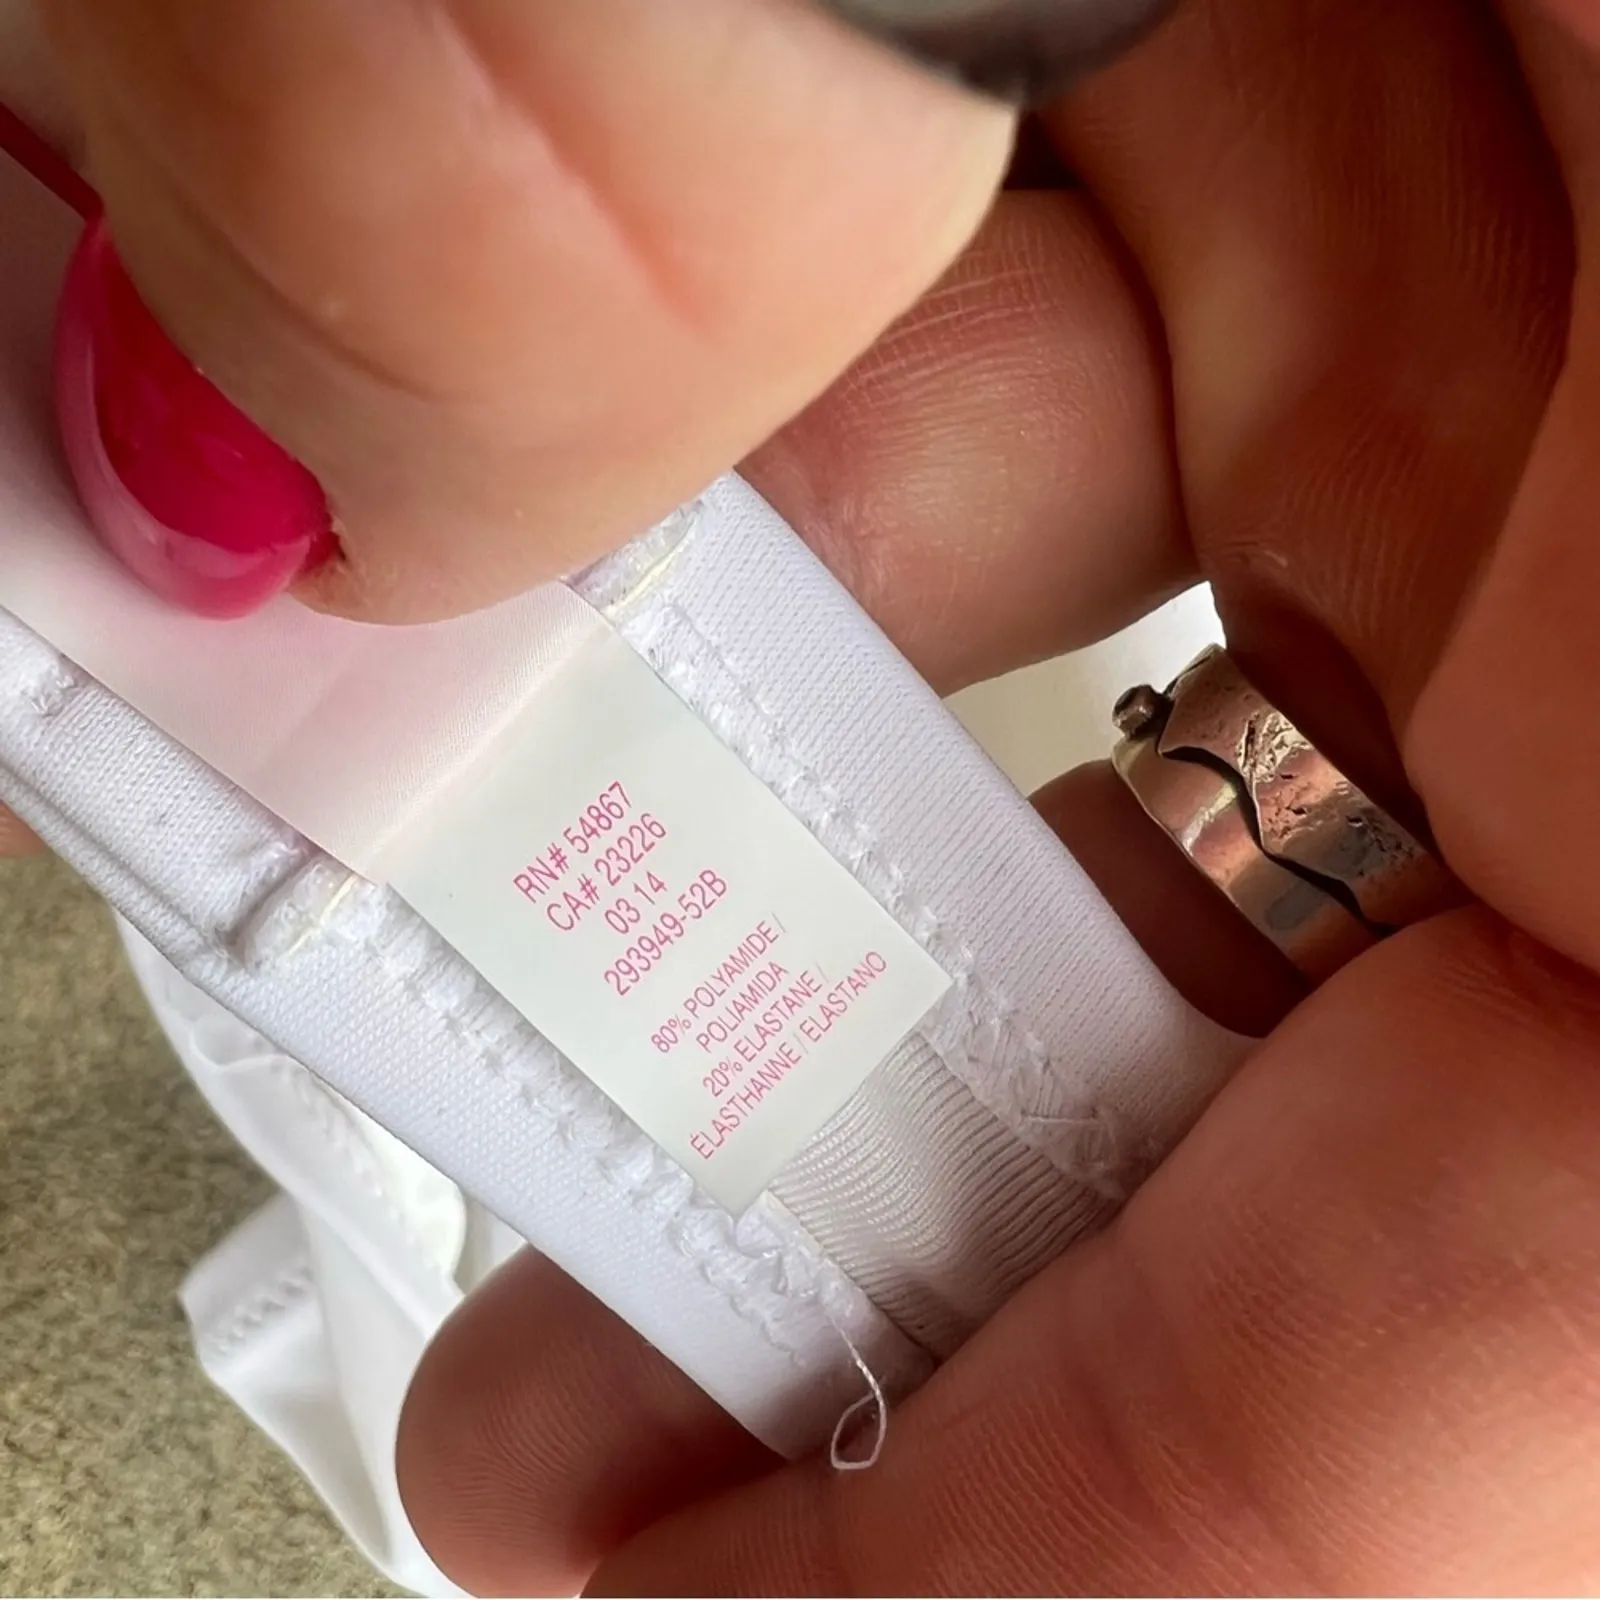 RN# 54867
CA# 23226
03 14
293949-52B
80% POLYAMIDE /
POLIAMIDA
20% ELASTANE /
ÉLASTHANNE / ELASTANO